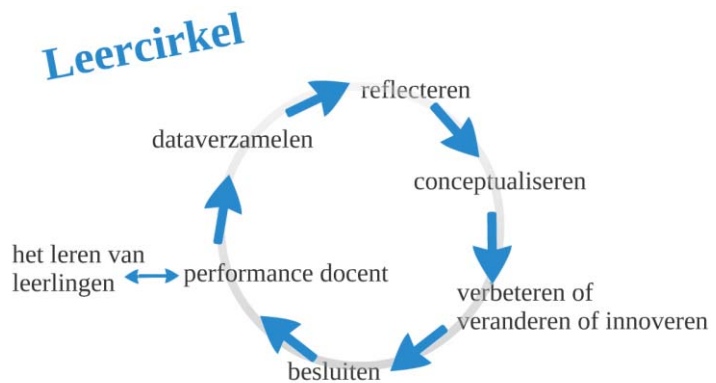 Leercirkel
reflecteren
dataverzamelen
conceptualiseren
het leren van
leerlingen
performance docent
verbeteren of
veranderen of innoveren
besluiten